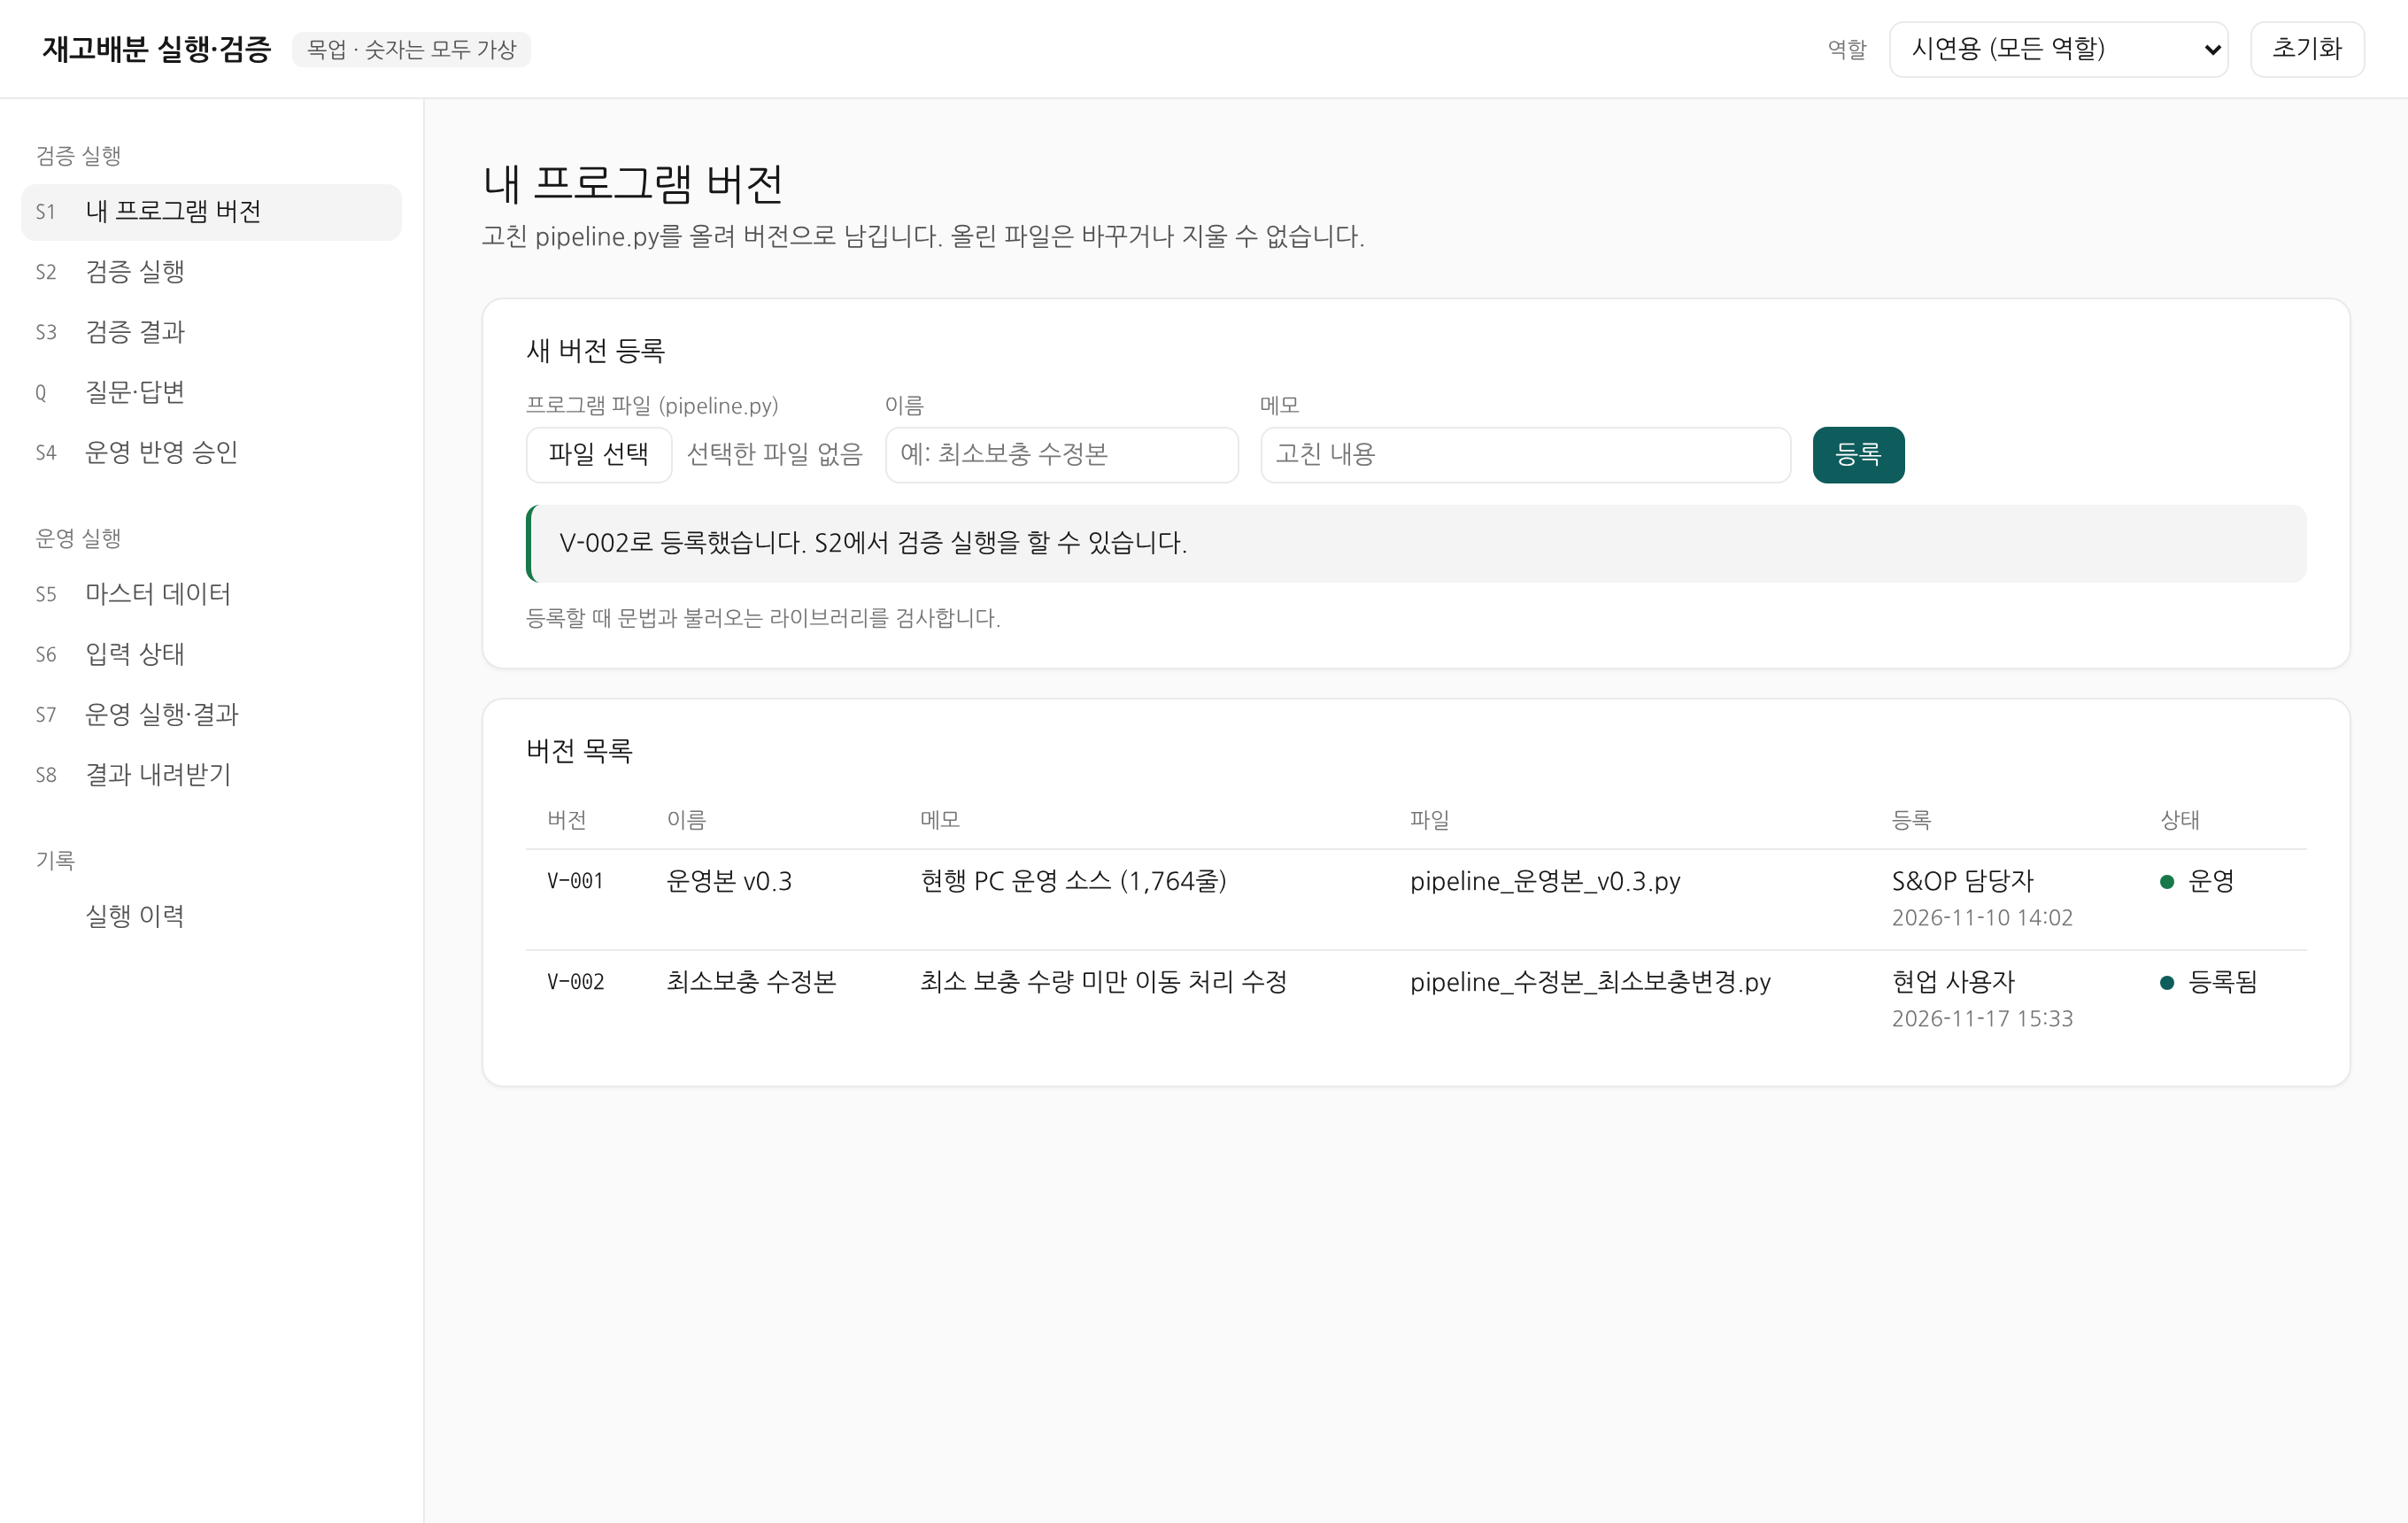 재고배분 실행·검증
목업 · 숫자는 모두 가상
역할
시연용 (모든 역할)
초기화
검증 실행
S1 내 프로그램 버전
S2 검증 실행
S3 검증 결과
Q 질문·답변
S4 운영 반영 승인
운영 실행
S5 마스터 데이터
S6 입력 상태
S7 운영 실행·결과
S8 결과 내려받기
기록
실행 이력
내 프로그램 버전
고친 pipeline.py를 올려 버전으로 남깁니다. 올린 파일은 바꾸거나 지울 수 없습니다.
새 버전 등록
프로그램 파일 (pipeline.py) 이름 메모
파일 선택 선택한 파일 없음 예: 최소보충 수정본 고친 내용 등록
V-002로 등록했습니다. S2에서 검증 실행을 할 수 있습니다.
등록할 때 문법과 불러오는 라이브러리를 검사합니다.
버전 목록
버전 이름 메모 파일 등록 상태
V-001 운영본 v0.3 현행 PC 운영 소스 (1,764줄) pipeline_운영본_v0.3.py S&OP 담당자 운영
2026-11-10 14:02
V-002 최소보충 수정본 최소 보충 수량 미만 이동 처리 수정 pipeline_수정본_최소보충변경.py 현업 사용자 등록됨
2026-11-17 15:33